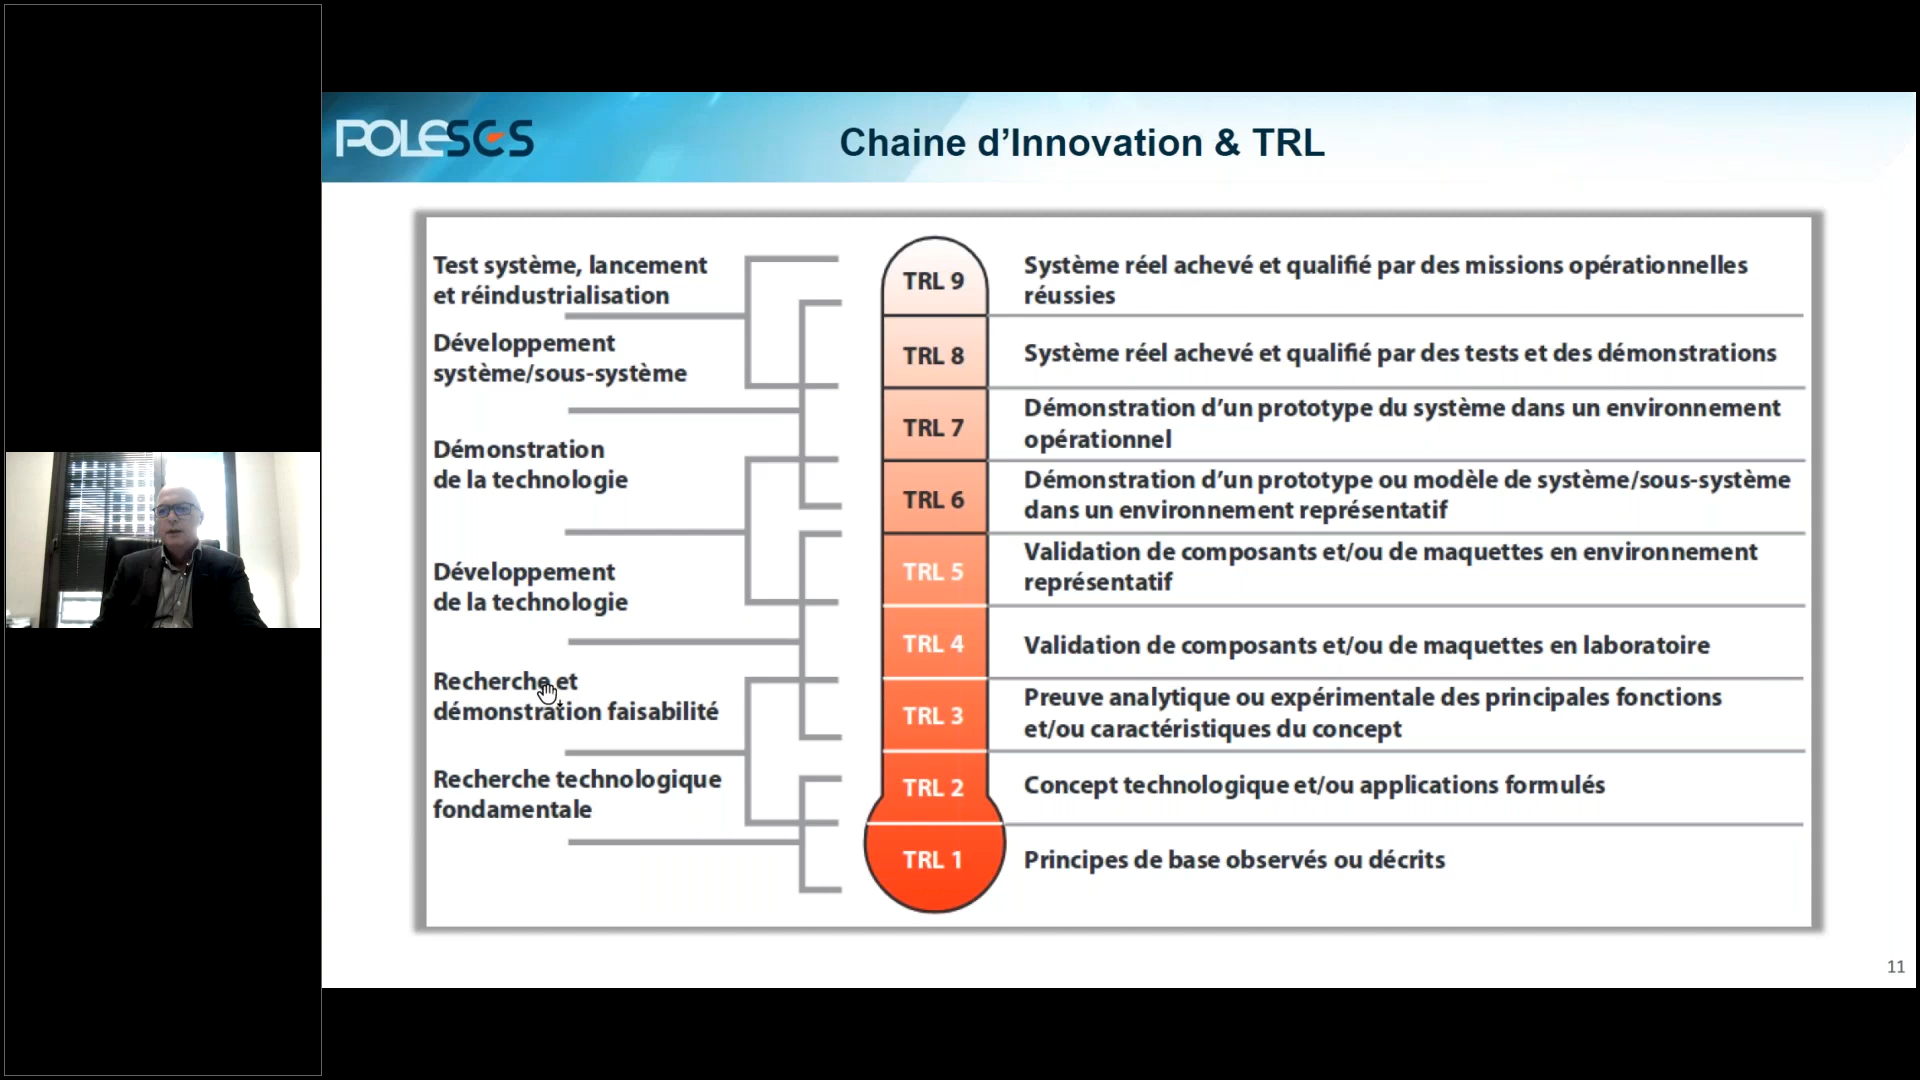 POLESCS
Chaine d'Innovation & TRL
Test système, lancement
et réindustrialisation
Développement
système/sous-système
Démonstration
de la technologie
Développement
de la technologie
Recherche et
démonstration faisabilité
Recherche technologique
fondamentale
TRL 9
Système réel achevé et qualifié par des missions opérationnelles
réussies
TRL 8
Système réel achevé et qualifié par des tests et des démonstrations
TRL 7
Démonstration d'un prototype du système dans un environnement
opérationnel
TRL 6
Démonstration d'un prototype ou modèle de système/sous-système
dans un environnement représentatif
TRL 5
Validation de composants et/ou de maquettes en environnement
représentatif
TRL 4
Validation de composants et/ou de maquettes en laboratoire
TRL 3
Preuve analytique ou expérimentale des principales fonctions
et/ou caractéristiques du concept
TRL 2
Concept technologique et/ou applications formulés
TRL 1
Principes de base observés ou décrits
11